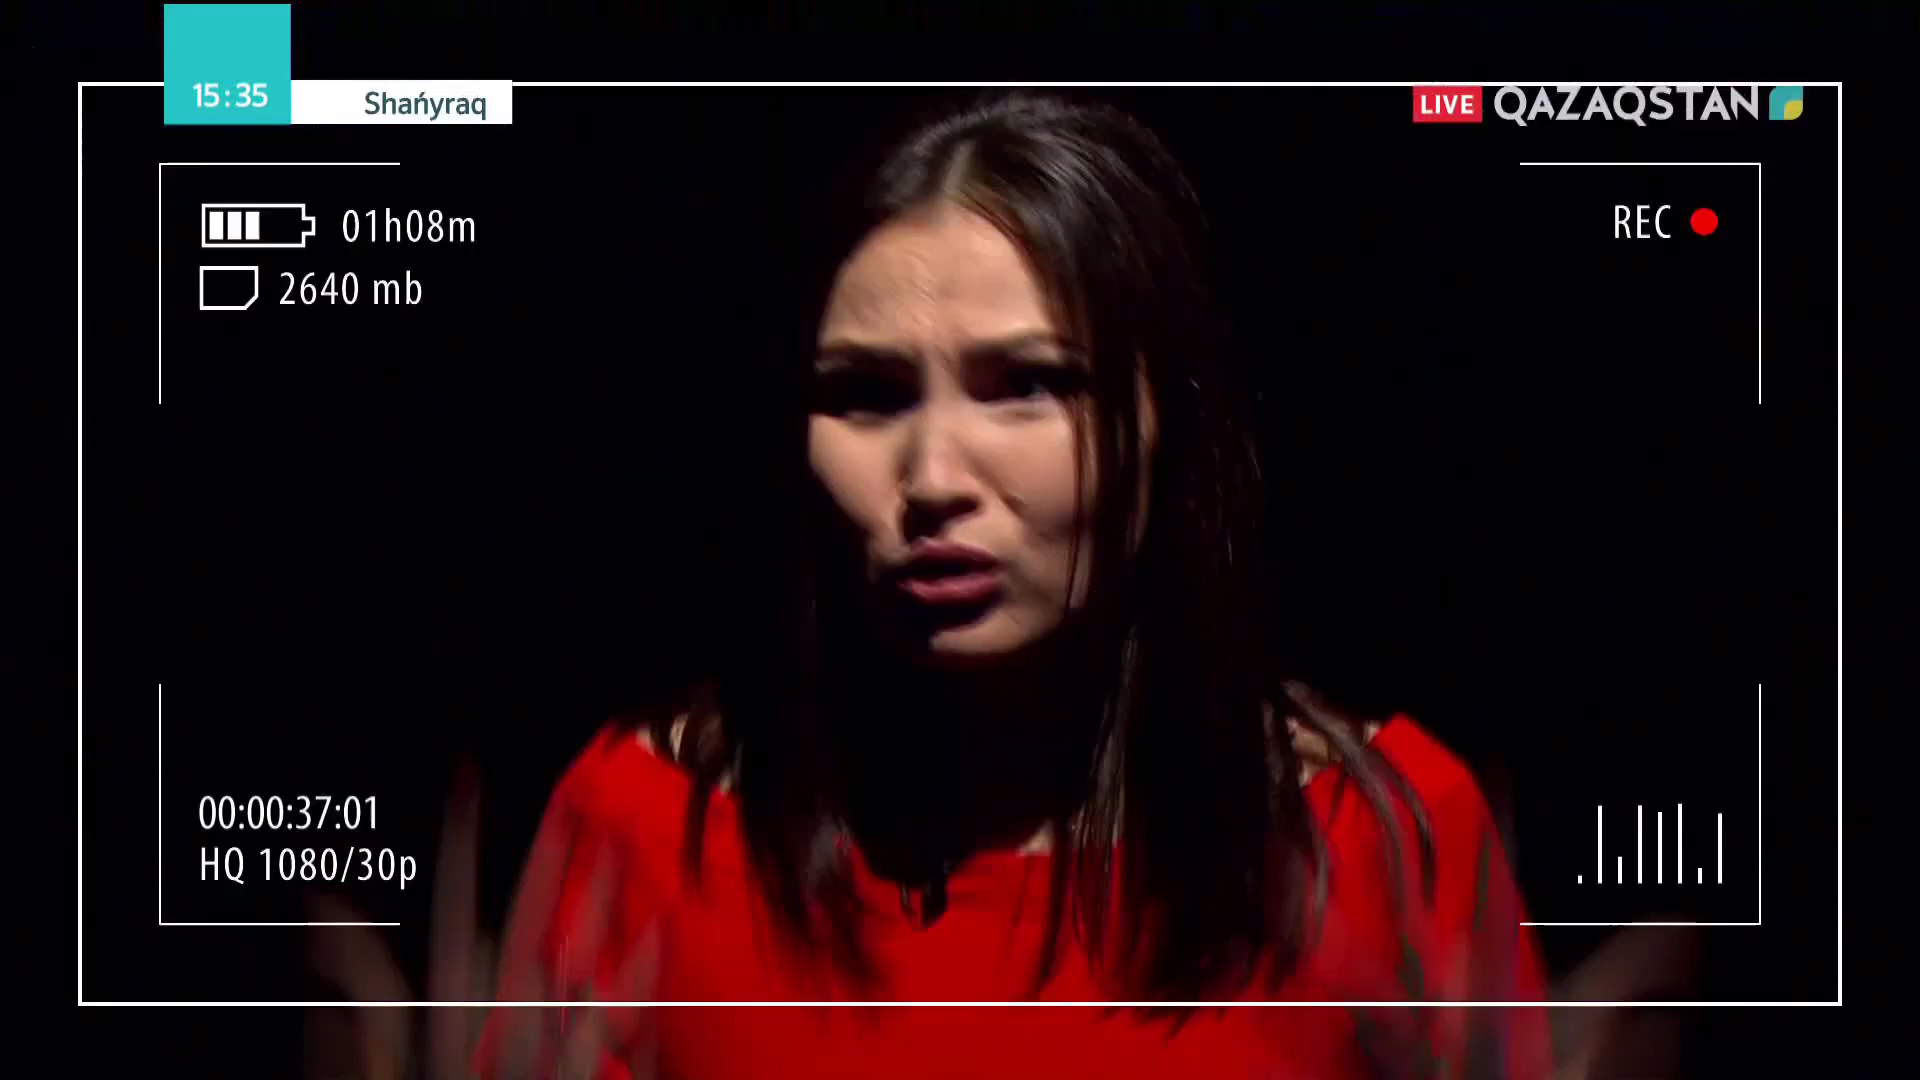 15:35
Shańyraq
LIVE QAZAQSTAN
01h08m
REC
2640 mb
00:00:37:01
HQ 1080/30p